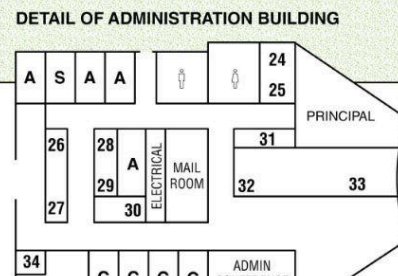 DETAIL OF ADMINISTRATION BUILDING
A S A A
24
25
PRINCIPAL
26
27
28
29
A
30
ELECTRICAL
MAIL
ROOM
31
32
33
34
ADMIN